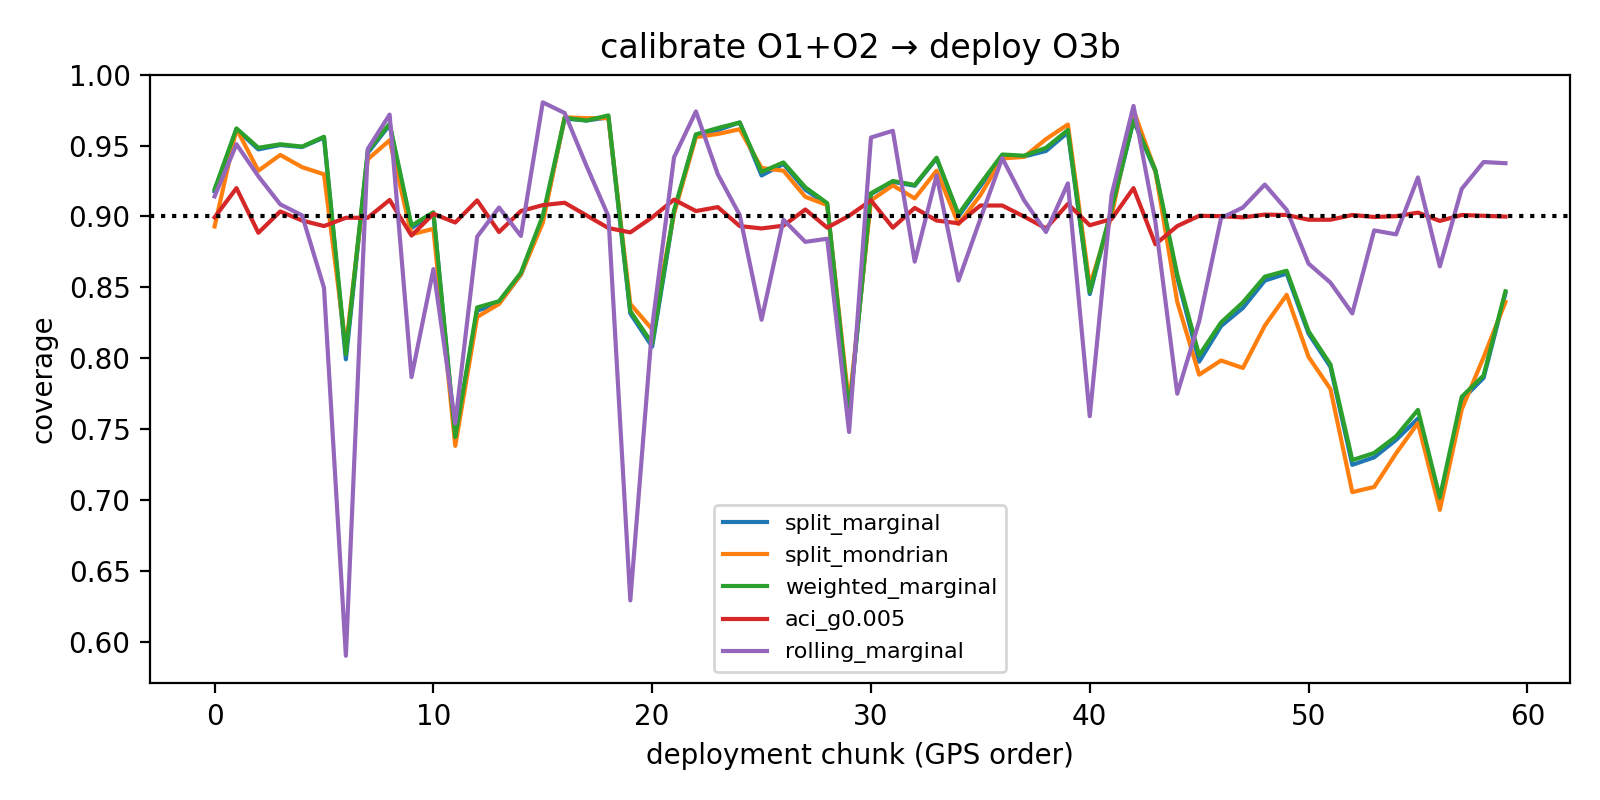 calibrate O1+O2 → deploy O3b
coverage
1.00
0.95
0.90
0.85
0.80
0.75
0.70
0.65
0.60
split_marginal
split_mondrian
weighted_marginal
aci_g0.005
rolling_marginal
0 10 20 30 40 50 60
deployment chunk (GPS order)